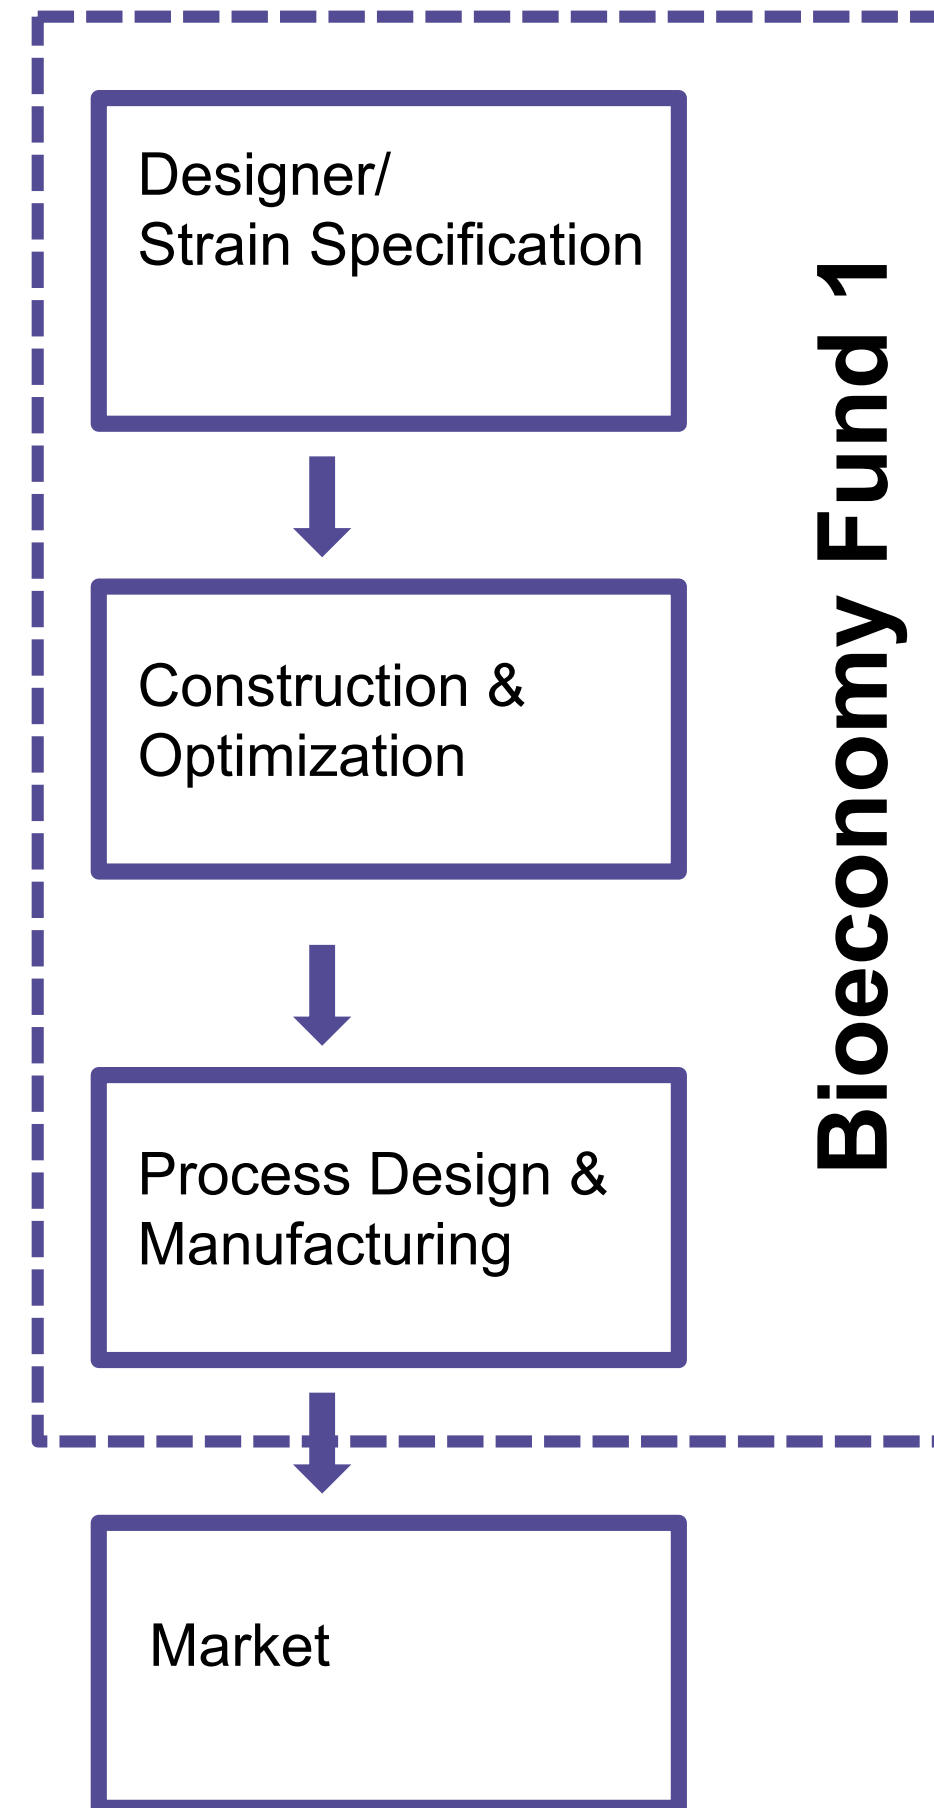 Designer/
Strain Specification
Construction &
Optimization
Process Design &
Manufacturing
Market
Bioeconomy Fund 1